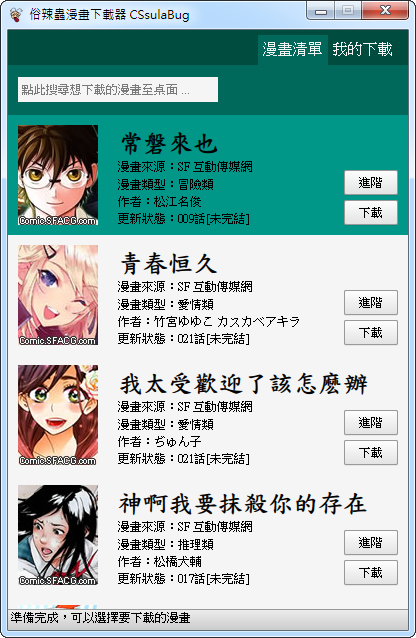 俗辣蟲漫畫下載器 CSsulaBug
漫畫清單 我的下載
點此搜尋想下載的漫畫至桌面 ...
常磐來也
漫畫來源：SF 互動傳媒網
漫畫類型：冒險類
作者：松江名俊
更新狀態：009話[未完結]
進階
下載
Comic.SFACG.com
青春恒久
漫畫來源：SF 互動傳媒網
漫畫類型：愛情類
作者：竹宮ゆゆこ カスカベアキラ
更新狀態：021話[未完結]
進階
下載
Comic.SFACG.com
我太受歡迎了該怎麽辦
漫畫來源：SF 互動傳媒網
漫畫類型：愛情類
作者：ぢゅん子
更新狀態：021話[未完結]
進階
下載
Comic.SFACG.com
神啊我要抹殺你的存在
漫畫來源：SF 互動傳媒網
漫畫類型：推理類
作者：松橋犬輔
更新狀態：017話[未完結]
進階
下載
Comic.SFACG.com
準備完成，可以選擇要下載的漫畫